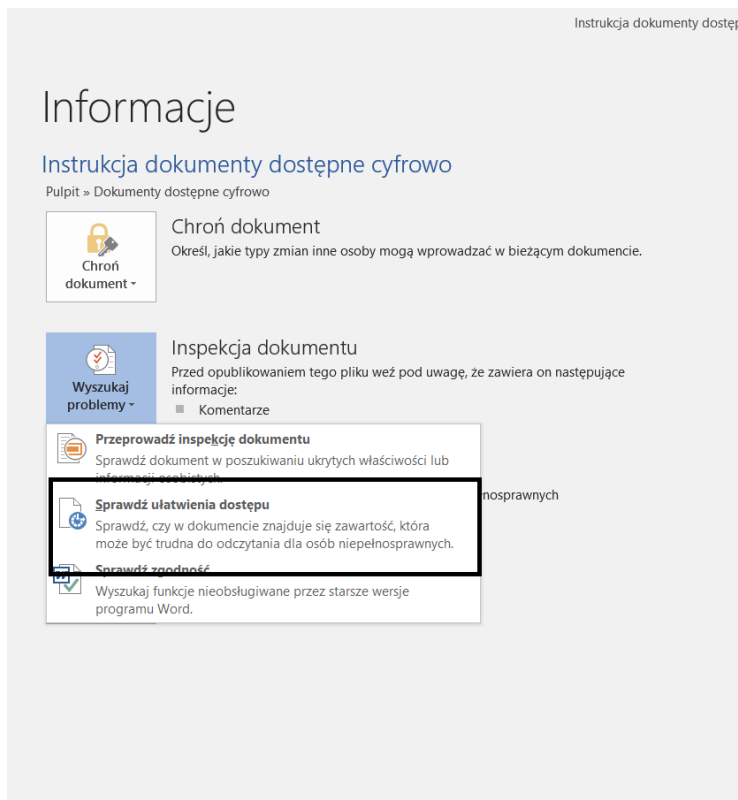 Instrukcja dokumenty dostęp
Informacje
Instrukcja dokumenty dostępne cyfrowo
Pulpit » Dokumenty dostępne cyfrowo
Chroń dokument
Określ, jakie typy zmian inne osoby mogą wprowadzać w bieżącym dokumencie.
Chroń
dokument
Inspekcja dokumentu
Przed opublikowaniem tego pliku weź pod uwagę, że zawiera on następujące
informacje:
Komentarze
Wyszukaj
problemy
Przeprowadź inspekcję dokumentu
Sprawdź dokument w poszukiwaniu ukrytych właściwości lub
informacji osobistych.
nosprawnych
Sprawdź ułatwienia dostępu
Sprawdź, czy w dokumencie znajduje się zawartość, która
może być trudna do odczytania dla osób niepełnosprawnych.
Sprawdź zgodność
Wyszukaj funkcje nieobsługiwane przez starsze wersje
programu Word.